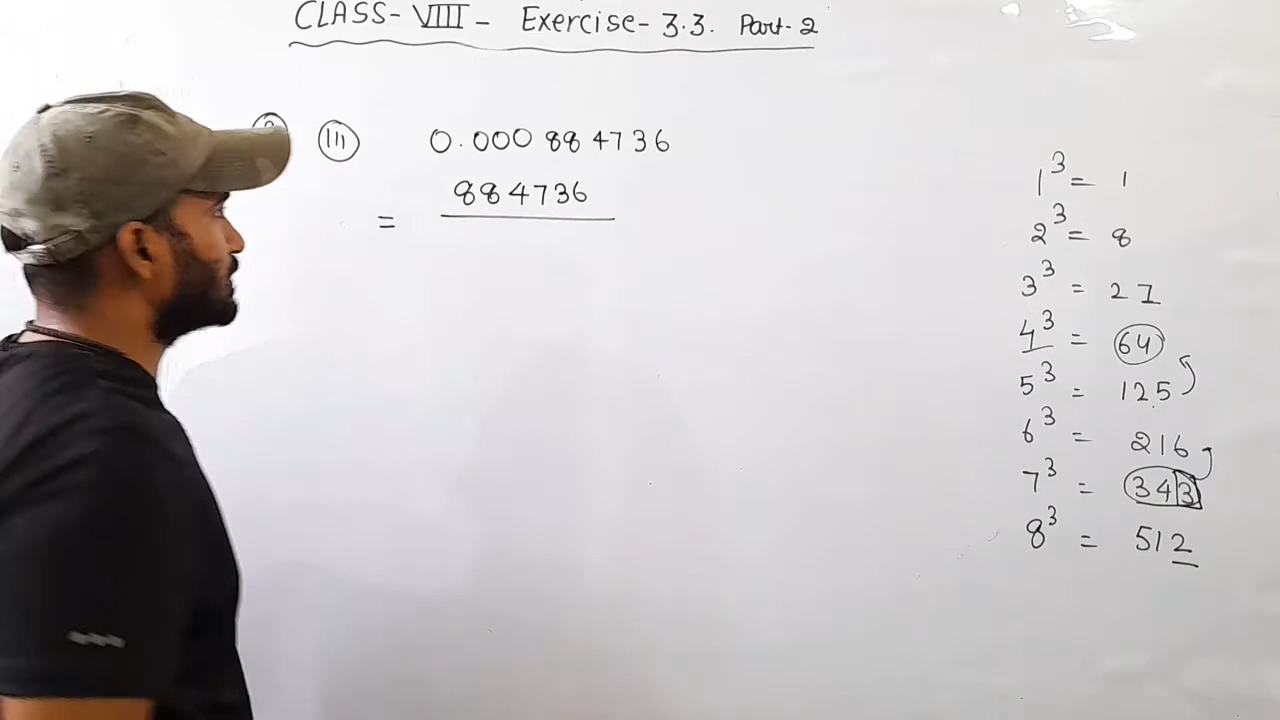 CLASS-VIII- Exercise-3.3. Part-2
(III) 0.000884736
= 884736
1³ = 1
2³ = 8
3³ = 27
4³ = 64
5³ = 125
6³ = 216
7³ = 343
8³ = 512